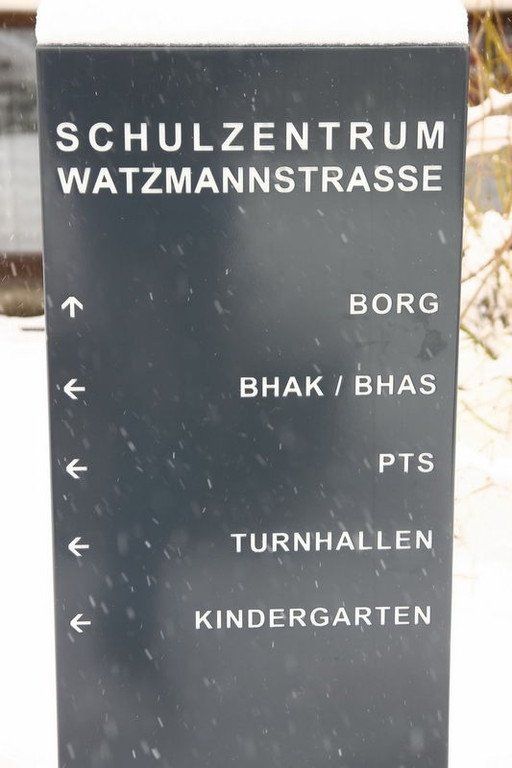 SCHULZENTRUM
WATZMANNSTRASSE
↑ BORG
← BHAK / BHAS
← PTS
← TURNHALLEN
← KINDERGARTEN